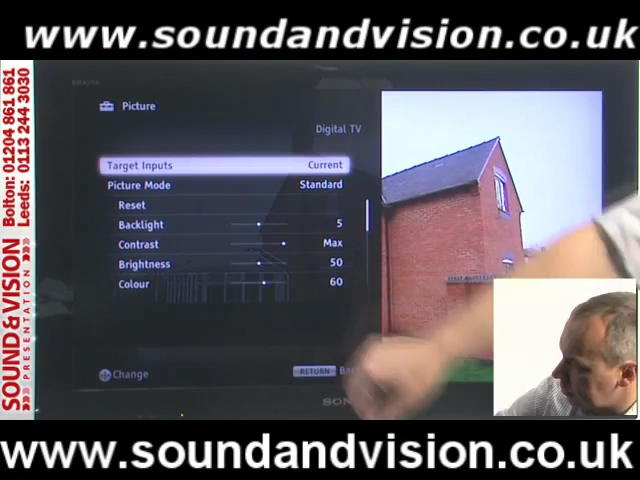 www.soundandvision.co.uk
Bolton: 01204 861 861
Leeds: 0113 244 3030
SOUND & VISION
PRESENTATION
Picture
Digital TV
Target Inputs Current
Picture Mode Standard
Reset
Backlight 5
Contrast Max
Brightness 50
Colour 60
Change
RETURN
www.soundandvision.co.uk